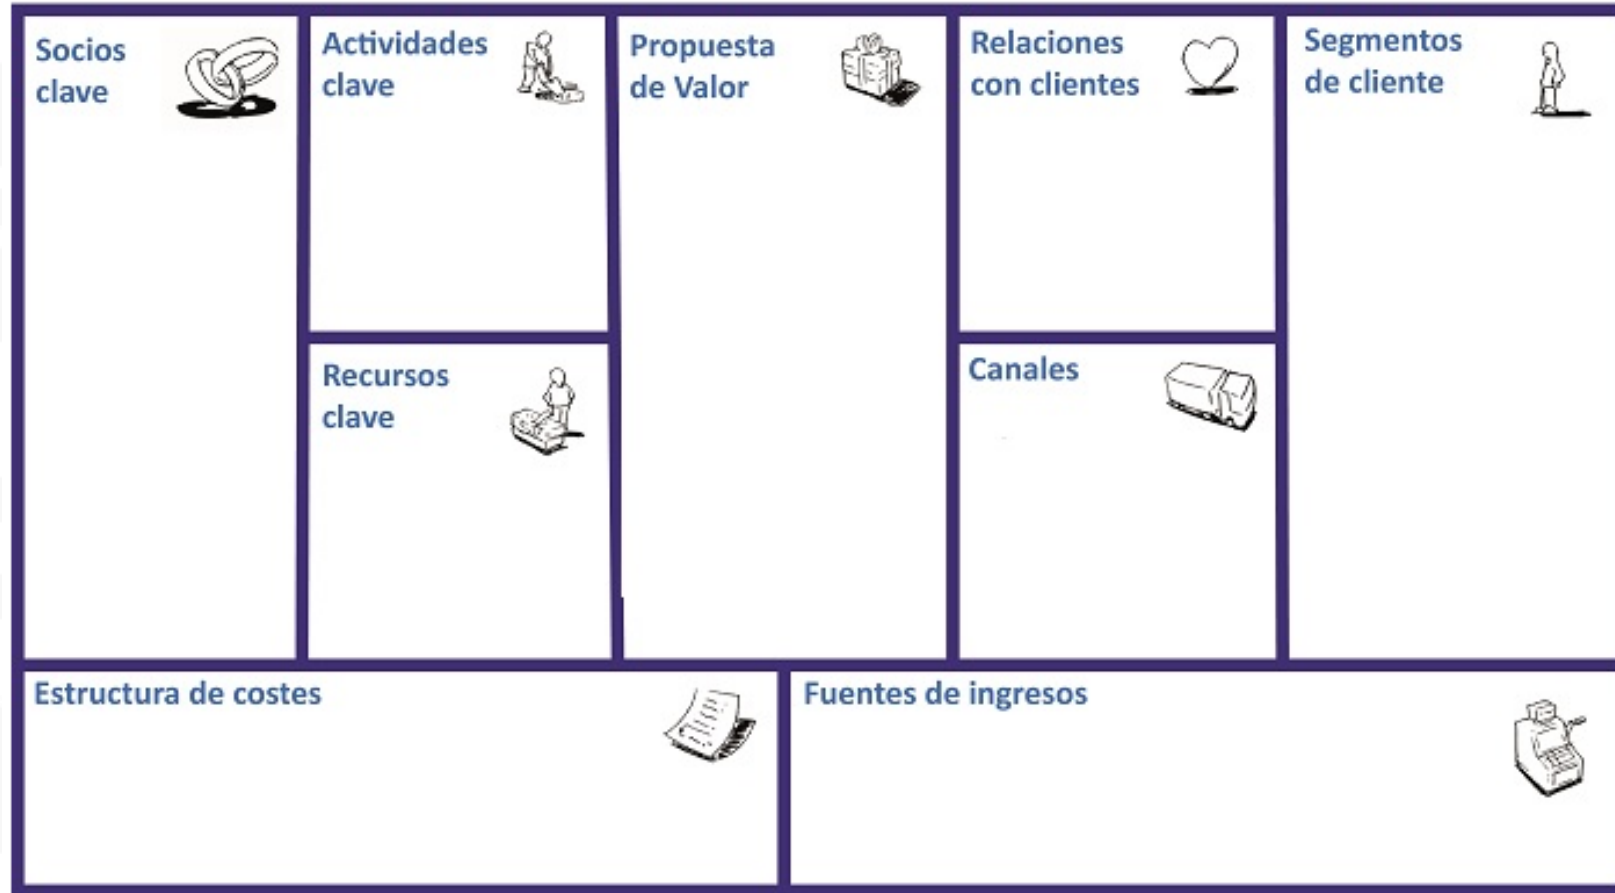 Socios
clave
Actividades
clave
Recursos
clave
Propuesta
de Valor
Relaciones
con clientes
Canales
Segmentos
de cliente
Estructura de costes
Fuentes de ingresos